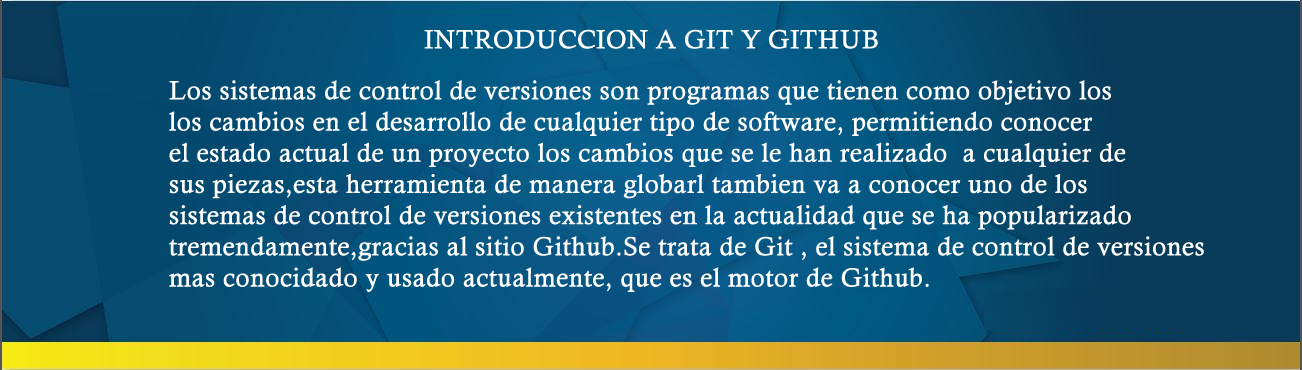 INTRODUCCION A GIT Y GITHUB
Los sistemas de control de versiones son programas que tienen como objetivo los
los cambios en el desarrollo de cualquier tipo de software, permitiendo conocer
el estado actual de un proyecto los cambios que se le han realizado  a cualquier de
sus piezas,esta herramienta de manera globarl tambien va a conocer uno de los
sistemas de control de versiones existentes en la actualidad que se ha popularizado
tremendamente,gracias al sitio Github.Se trata de Git , el sistema de control de versiones
mas conocidado y usado actualmente, que es el motor de Github.